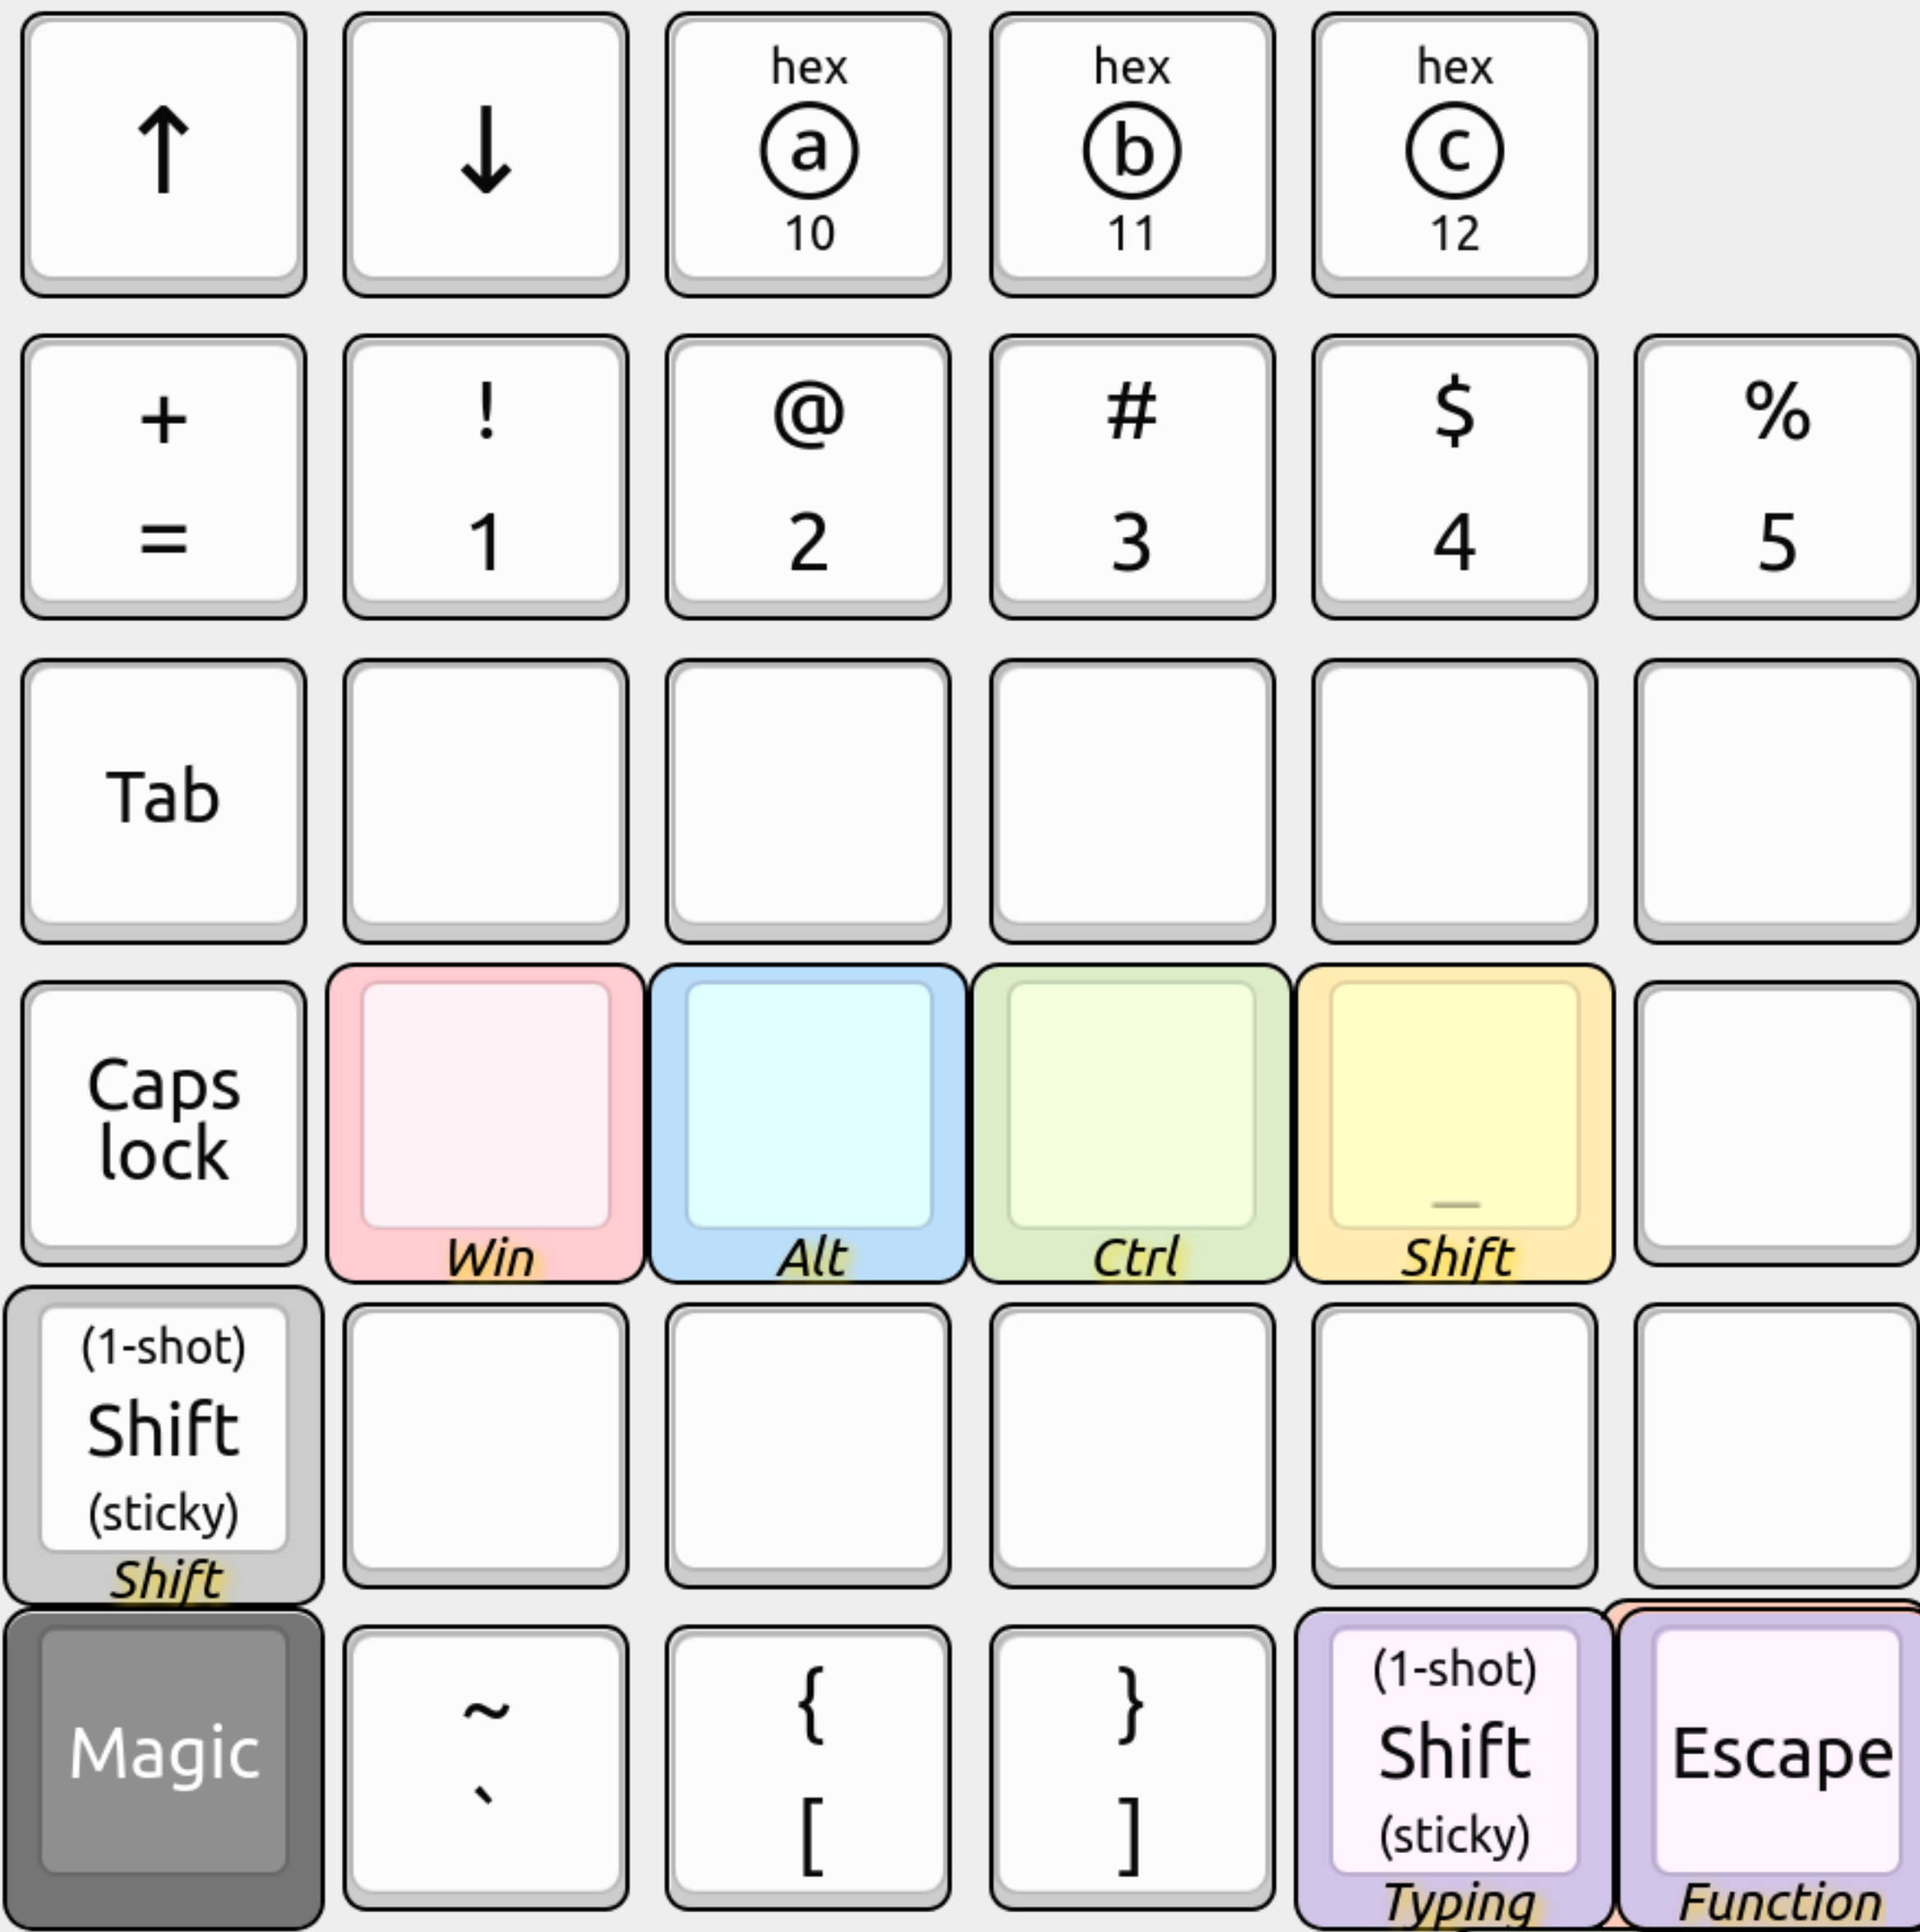 ↑ ↓ hex ⓐ 10 hex ⓑ 11 hex ⓒ 12
+ ! @ # $ %
= 1 2 3 4 5
Tab
Caps
lock
_
Win Alt Ctrl Shift
(1-shot)
Shift
(sticky)
Shift
Magic
~
`
{
[
}
]
(1-shot)
Shift
(sticky)
Typing
Escape
Function